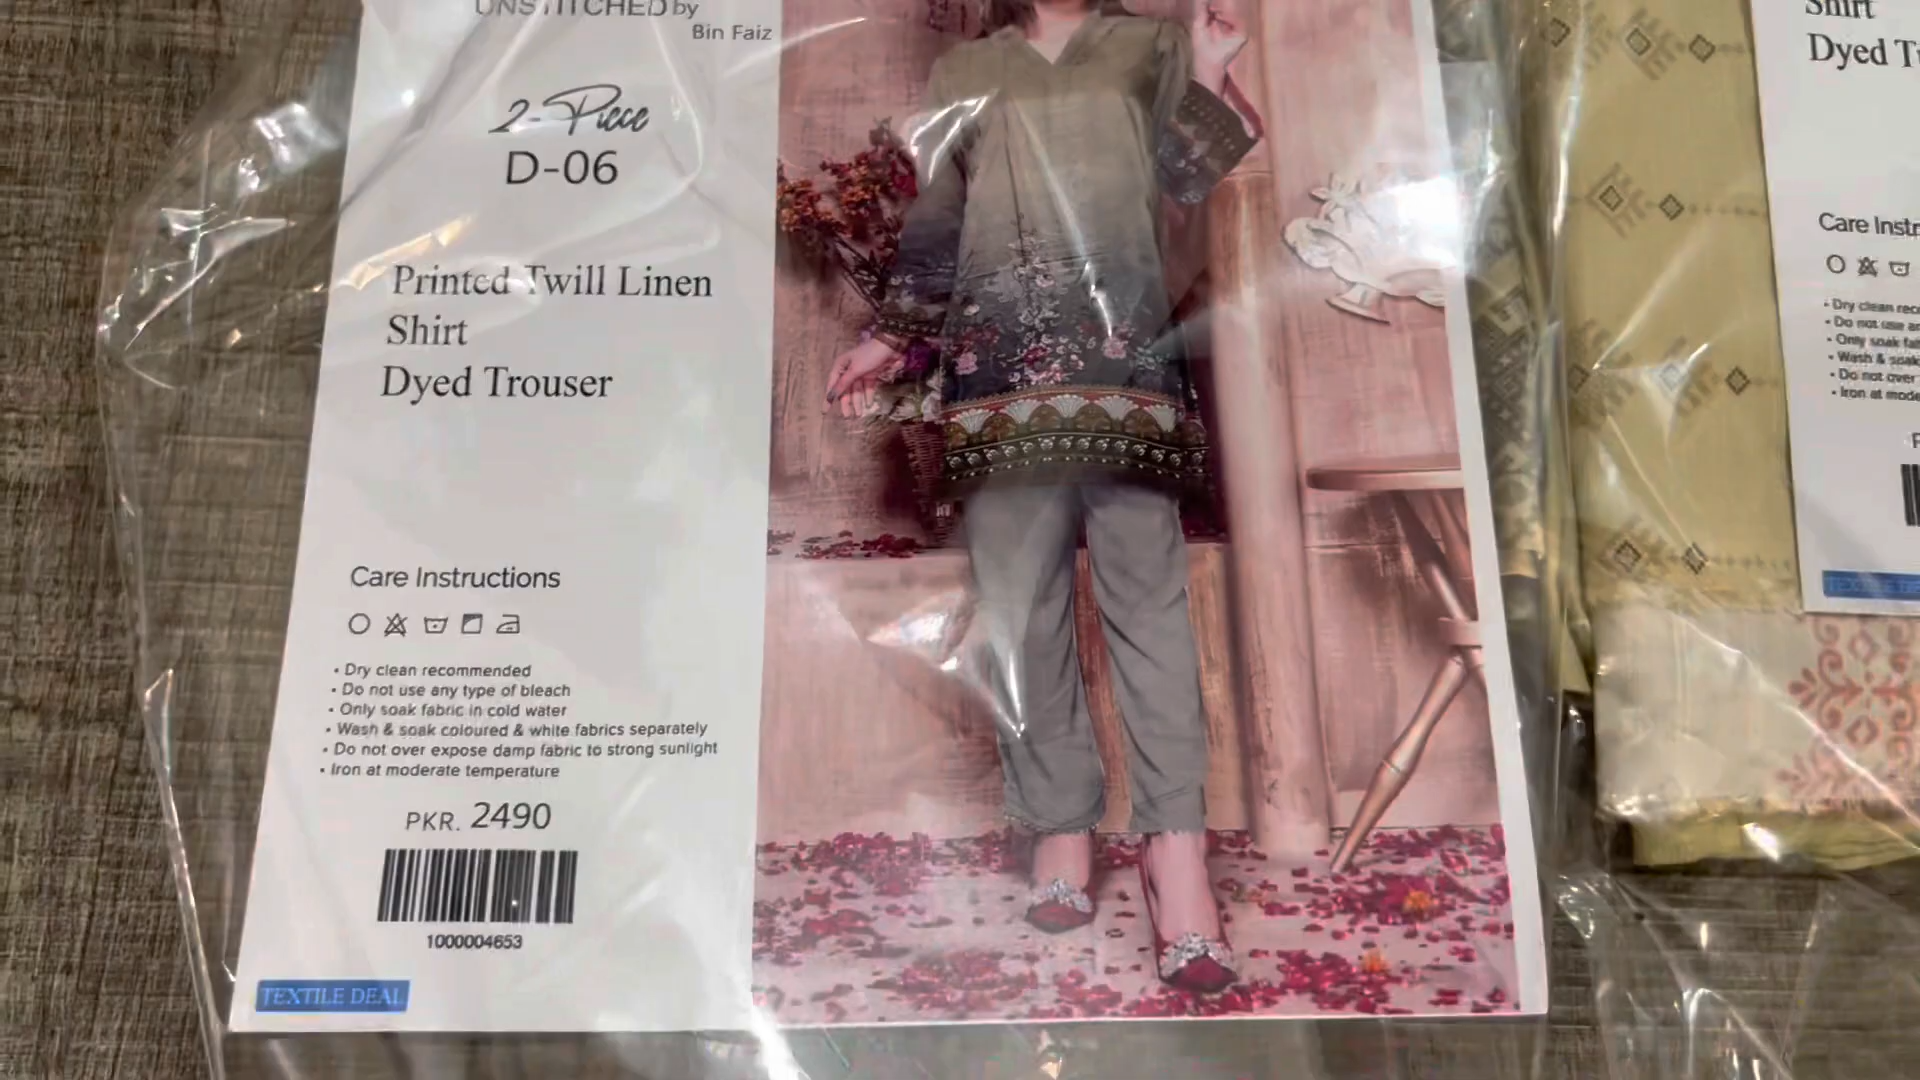 UNSTITCHED by
Bin Faiz
2-Piece
D-06
Printed Twill Linen
Shirt
Dyed Trouser
Care Instructions
• Dry clean recommended
• Do not use any type of bleach
• Only soak fabric in cold water
• Wash & soak coloured & white fabrics separately
• Do not over expose damp fabric to strong sunlight
• Iron at moderate temperature
PKR. 2490
1000004653
TEXTILE DEAL
Shirt
Dyed
Care
• Dry clean
• Do not use
• Only soak
• Wash & soak
• Do not over
• Iron at
TEXTILE